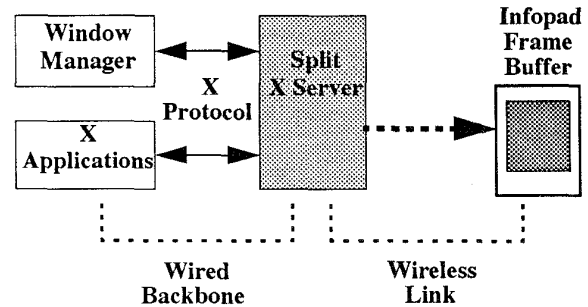 Window
Manager
X
Applications
X
Protocol
Split
X Server
Infopad
Frame
Buffer
Wired
Backbone
Wireless
Link